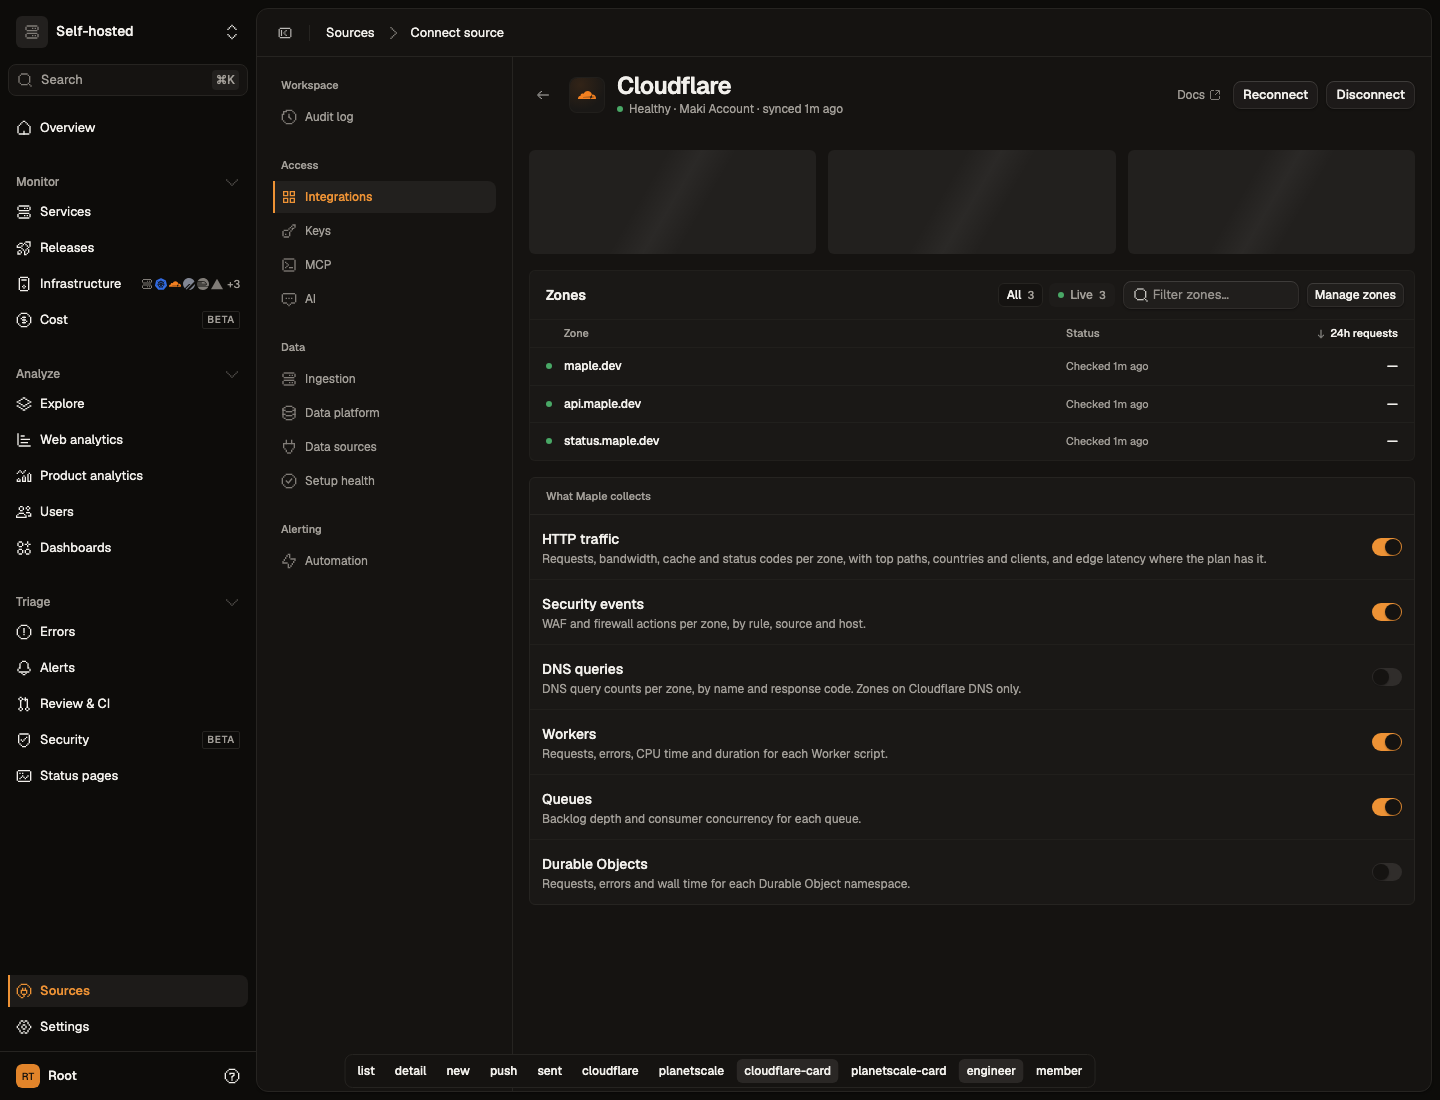 Self-hosted
Search ⌘K
Overview
Monitor
Services
Releases
Infrastructure +3
Cost BETA
Analyze
Explore
Web analytics
Product analytics
Users
Dashboards
Triage
Errors
Alerts
Review & CI
Security BETA
Status pages
Sources
Settings
RT Root
Sources Connect source
Workspace
Audit log
Access
Integrations
Keys
MCP
AI
Data
Ingestion
Data platform
Data sources
Setup health
Alerting
Automation
Cloudflare
Healthy · Maki Account · synced 1m ago
Docs Reconnect Disconnect
Zones All 3 Live 3 Filter zones... Manage zones
Zone Status ↓ 24h requests
maple.dev Checked 1m ago —
api.maple.dev Checked 1m ago —
status.maple.dev Checked 1m ago —
What Maple collects
HTTP traffic
Requests, bandwidth, cache and status codes per zone, with top paths, countries and clients, and edge latency where the plan has it.
Security events
WAF and firewall actions per zone, by rule, source and host.
DNS queries
DNS query counts per zone, by name and response code. Zones on Cloudflare DNS only.
Workers
Requests, errors, CPU time and duration for each Worker script.
Queues
Backlog depth and consumer concurrency for each queue.
Durable Objects
Requests, errors and wall time for each Durable Object namespace.
list detail new push sent cloudflare planetscale cloudflare-card planetscale-card engineer member